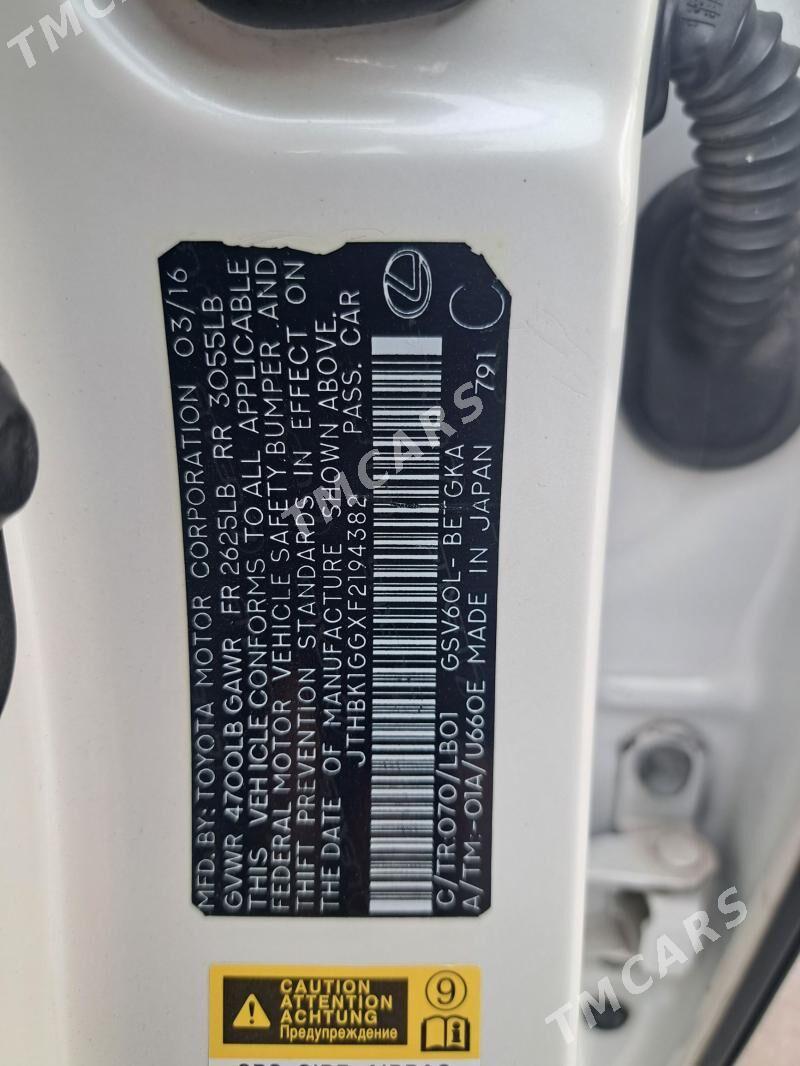 MFD. BY: TOYOTA MOTOR CORPORATION 03/16
GVWR 4700LB GAWR FR 2625LB RR 3055LB
THIS VEHICLE CONFORMS TO ALL APPLICABLE
FEDERAL MOTOR VEHICLE SAFETY, BUMPER AND
THIFT PREVENTION STANDARDS IN EFFECT ON
THE DATE OF MANUFACTURE SHOWN ABOVE.
JTHBK1GGXF2194382 PASS. CAR
C/TR:070/LB01 GSV60L-BETGKA
A/TM:-01A/U660E MADE IN JAPAN 791
C
CAUTION
ATTENTION
ACHTUNG
Предупреждение
9
TMCARS
TMCARS
TMCARS
TMCARS